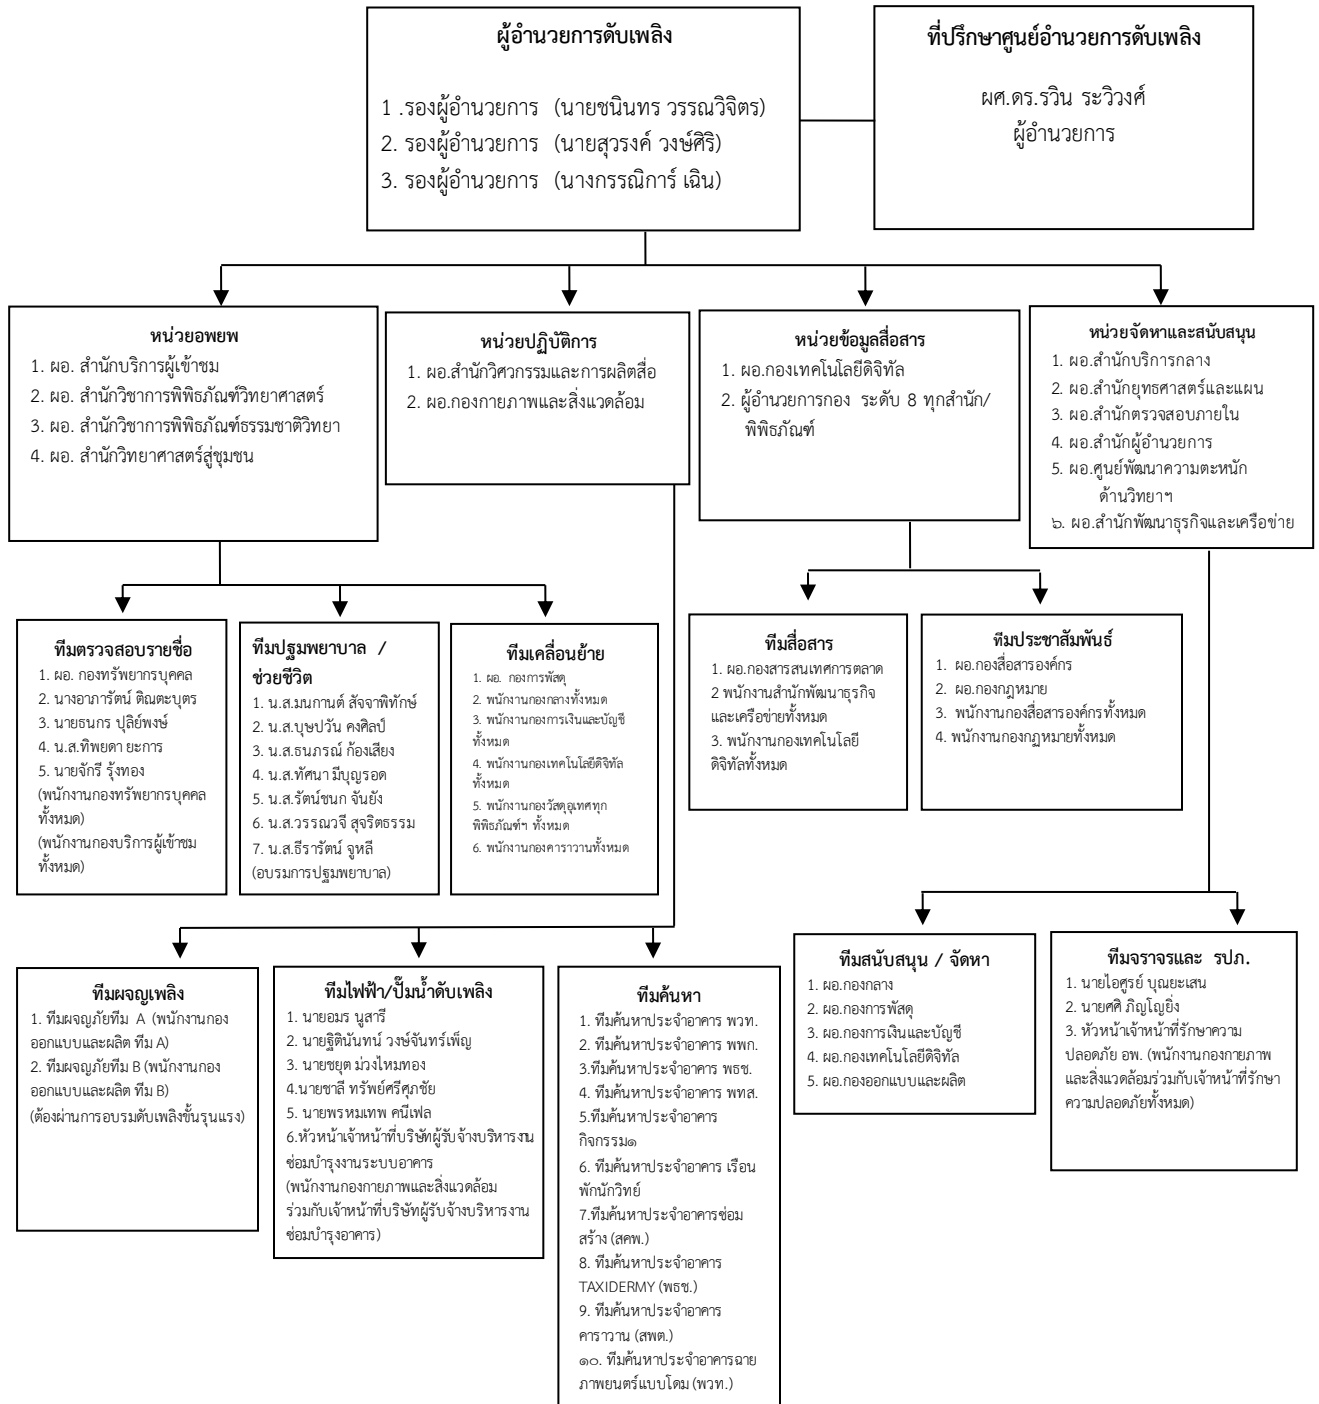 ผู้อำนวยการดับเพลิง
1 .รองผู้อำนวยการ (นายชนินทร วรรณวิจิตร)
2. รองผู้อำนวยการ (นายสุวรงค์ วงษ์ศิริ)
3. รองผู้อำนวยการ (นางกรรณิการ์ เฉิน)
ที่ปรึกษาศูนย์อำนวยการดับเพลิง
ผศ.ดร.รวิน ระวิวงศ์
ผู้อำนวยการ
หน่วยอพยพ
1. ผอ. สำนักบริการผู้เข้าชม
2. ผอ. สำนักวิชาการพิพิธภัณฑ์วิทยาศาสตร์
3. ผอ. สำนักวิชาการพิพิธภัณฑ์ธรรมชาติวิทยา
4. ผอ. สำนักวิทยาศาสตร์สู่ชุมชน
หน่วยปฏิบัติการ
1. ผอ.สำนักวิศวกรรมและการผลิตสื่อ
2. ผอ.กองกายภาพและสิ่งแวดล้อม
หน่วยข้อมูลสื่อสาร
1. ผอ.กองเทคโนโลยีดิจิทัล
2. ผู้อำนวยการกอง ระดับ 8 ทุกสำนัก/
พิพิธภัณฑ์
หน่วยจัดหาและสนับสนุน
1. ผอ.สำนักบริการกลาง
2. ผอ.สำนักยุทธศาสตร์และแผน
3. ผอ.สำนักตรวจสอบภายใน
4. ผอ.สำนักผู้อำนวยการ
5. ผอ.ศูนย์พัฒนาความตะหนัก
ด้านวิทยาฯ
๖. ผอ.สำนักพัฒนาธุรกิจและเครือข่าย
ทีมตรวจสอบรายชื่อ
1. ผอ. กองทรัพยากรบุคคล
2. นางอาภารัตน์ ติณตะบุตร
3. นายธนกร ปุลิย์พงษ์
4. น.ส.ทิพยดา ยะการ
5. นายจักรี รุ้งทอง
(พนักงานกองทรัพยากรบุคคล
ทั้งหมด)
(พนักงานกองบริการผู้เข้าชม
ทั้งหมด)
ทีมปฐมพยาบาล /
ช่วยชีวิต
1. น.ส.มนกานต์ สัจจาพิทักษ์
2. น.ส.บุษปวัน คงศิลป์
3. น.ส.ธนภรณ์ ก้องเสียง
4. น.ส.ทัศนา มีบุญรอด
5. น.ส.รัตน์ชนก จันยัง
6. น.ส.วรรณวจี สุจริตธรรม
7. น.ส.ธีรารัตน์ จูหลี
(อบรมการปฐมพยาบาล)
ทีมเคลื่อนย้าย
1. ผอ. กองการพัสดุ
2. พนักงานกองกลางทั้งหมด
3. พนักงานกองการเงินและบัญชี
ทั้งหมด
4. พนักงานกองเทคโนโลยีดิจิทัล
ทั้งหมด
5. พนักงานกองวัสดุอุเทศทุก
พิพิธภัณฑ์ฯ ทั้งหมด
6. พนักงานกองคาราวานทั้งหมด
ทีมสื่อสาร
1. ผอ.กองสารสนเทศการตลาด
2 พนักงานสำนักพัฒนาธุรกิจ
และเครือข่ายทั้งหมด
3. พนักงานกองเทคโนโลยี
ดิจิทัลทั้งหมด
ทีมประชาสัมพันธ์
1. ผอ.กองสื่อสารองค์กร
2. ผอ.กองกฎหมาย
3. พนักงานกองสื่อสารองค์กรทั้งหมด
4. พนักงานกองกฏหมายทั้งหมด
ทีมผจญเพลิง
1. ทีมผจญภัยทีม A (พนักงานกอง
ออกแบบและผลิต ทีม A)
2. ทีมผจญภัยทีม B (พนักงานกอง
ออกแบบและผลิต ทีม B)
(ต้องผ่านการอบรมดับเพลิงขั้นรุนแรง)
ทีมไฟฟ้า/ปั๊มน้ำดับเพลิง
1. นายอมร นูสารี
2. นายฐิตินันทน์ วงษ์จันทร์เพ็ญ
3. นายชยุต ม่วงไหมทอง
4.นายชาลี ทรัพย์ศรีศุภชัย
5. นายพรหมเทพ คนีเฟล
6.หัวหน้าเจ้าหน้าที่บริษัทผู้รับจ้างบริหารงาน
ซ่อมบำรุงงานระบบอาคาร
(พนักงานกองกายภาพและสิ่งแวดล้อม
ร่วมกับเจ้าหน้าที่บริษัทผู้รับจ้างบริหารงาน
ซ่อมบำรุงอาคาร)
ทีมค้นหา
1. ทีมค้นหาประจำอาคาร พวท.
2. ทีมค้นหาประจำอาคาร พพก.
3.ทีมค้นหาประจำอาคาร พธช.
4. ทีมค้นหาประจำอาคาร พทส.
5.ทีมค้นหาประจำอาคาร
กิจกรรม๑
6. ทีมค้นหาประจำอาคาร เรือน
พักนักวิทย์
7.ทีมค้นหาประจำอาคารซ่อม
สร้าง (สคพ.)
8. ทีมค้นหาประจำอาคาร
TAXIDERMY (พธช.)
9. ทีมค้นหาประจำอาคาร
คาราวาน (สพต.)
๑๐. ทีมค้นหาประจำอาคารฉาย
ภาพยนตร์แบบโดม (พวท.)
ทีมสนับสนุน / จัดหา
1. ผอ.กองกลาง
2. ผอ.กองการพัสดุ
3. ผอ.กองการเงินและบัญชี
4. ผอ.กองเทคโนโลยีดิจิทัล
5. ผอ.กองออกแบบและผลิต
ทีมจราจรและ รปภ.
1. นายไอศูรย์ บุณยะเสน
2. นายศศิ ภิญโญยิ่ง
3. หัวหน้าเจ้าหน้าที่รักษาความ
ปลอดภัย อพ. (พนักงานกองกายภาพ
และสิ่งแวดล้อมร่วมกับเจ้าหน้าที่รักษา
ความปลอดภัยทั้งหมด)